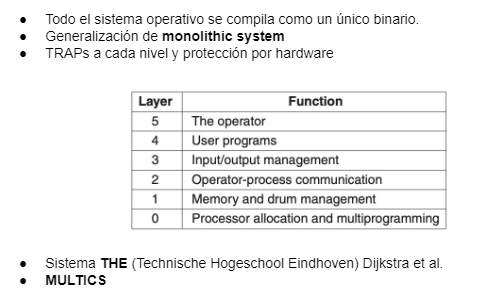 ● Todo el sistema operativo se compila como un único binario.
● Generalización de monolithic system
● TRAPs a cada nivel y protección por hardware
Layer Function
5 The operator
4 User programs
3 Input/output management
2 Operator-process communication
1 Memory and drum management
0 Processor allocation and multiprogramming
● Sistema THE (Technische Hogeschool Eindhoven) Dijkstra et al.
● MULTICS